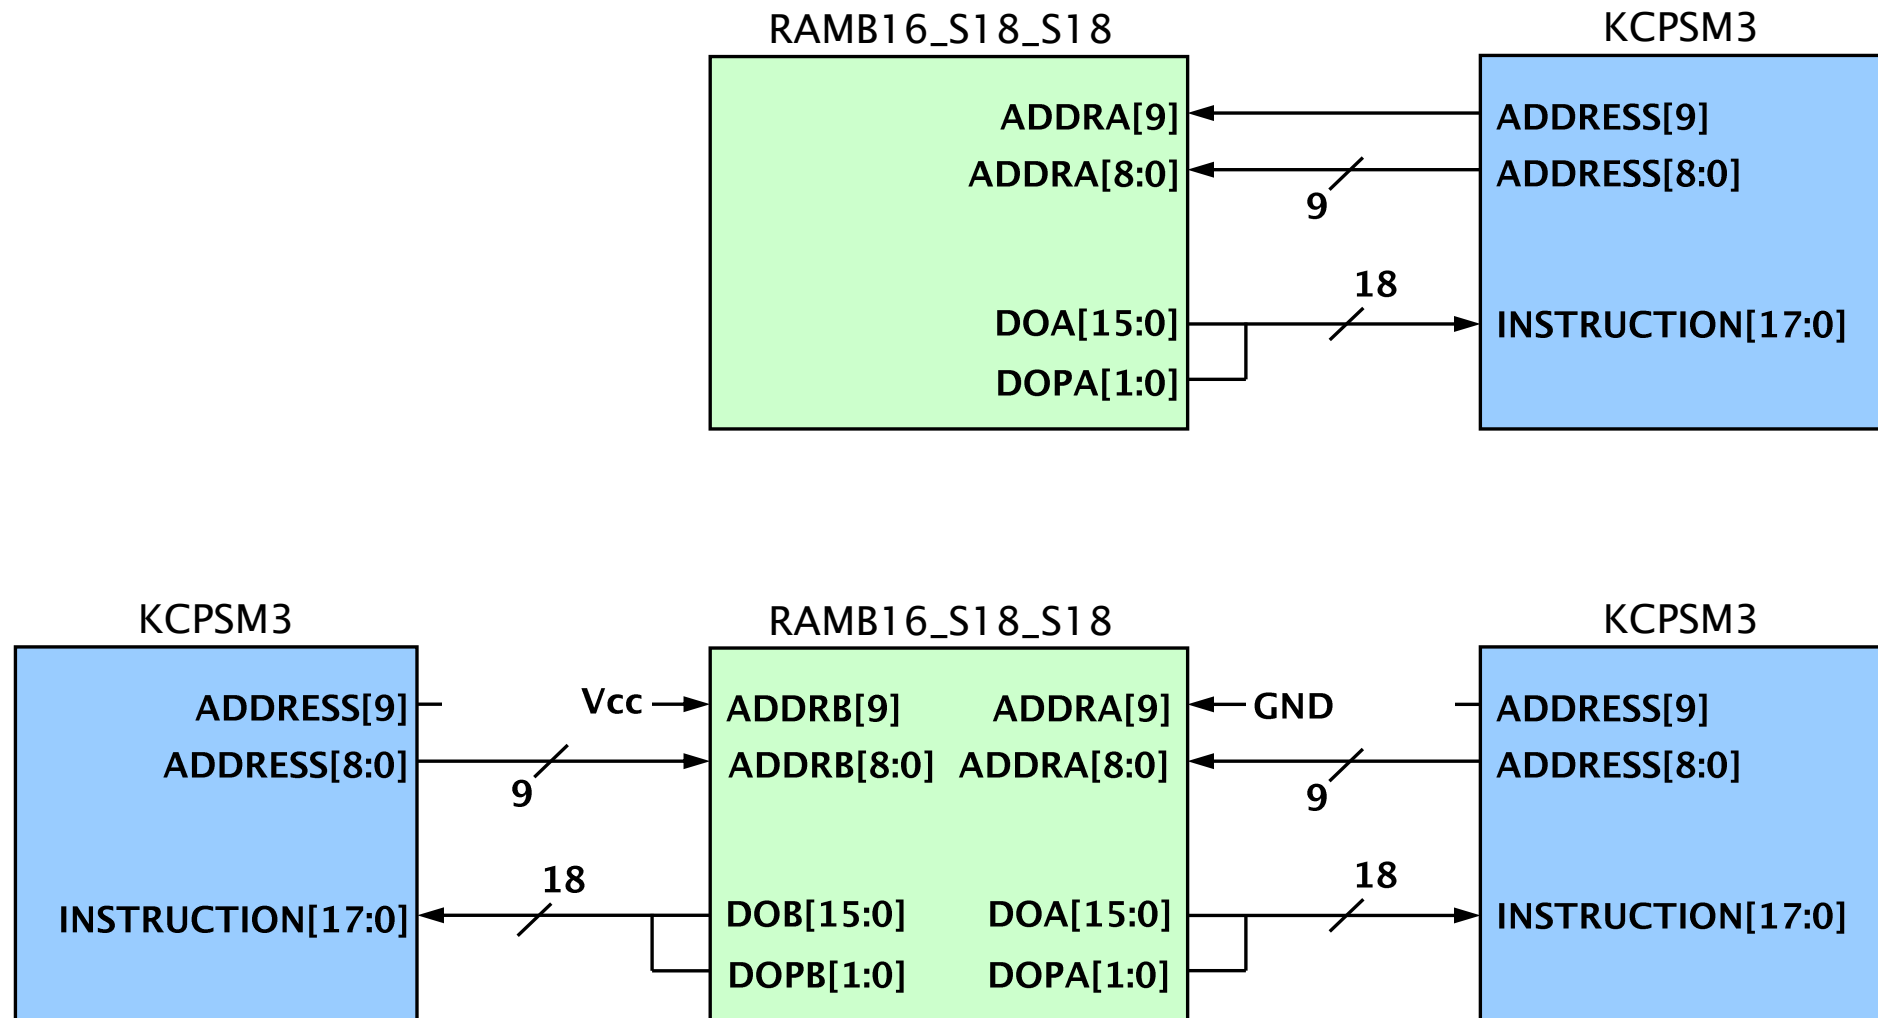 RAMB16_S18_S18 KCPSM3
ADDRA[9] ADDRESS[9]
ADDRA[8:0] ADDRESS[8:0]
9
18
DOA[15:0] INSTRUCTION[17:0]
DOPA[1:0]
KCPSM3 RAMB16_S18_S18 KCPSM3
ADDRESS[9] Vcc ADDRB[9] ADDRA[9] GND ADDRESS[9]
ADDRESS[8:0] ADDRB[8:0] ADDRA[8:0] ADDRESS[8:0]
9 9
18 18
INSTRUCTION[17:0] DOB[15:0] DOA[15:0] INSTRUCTION[17:0]
DOPB[1:0] DOPA[1:0]